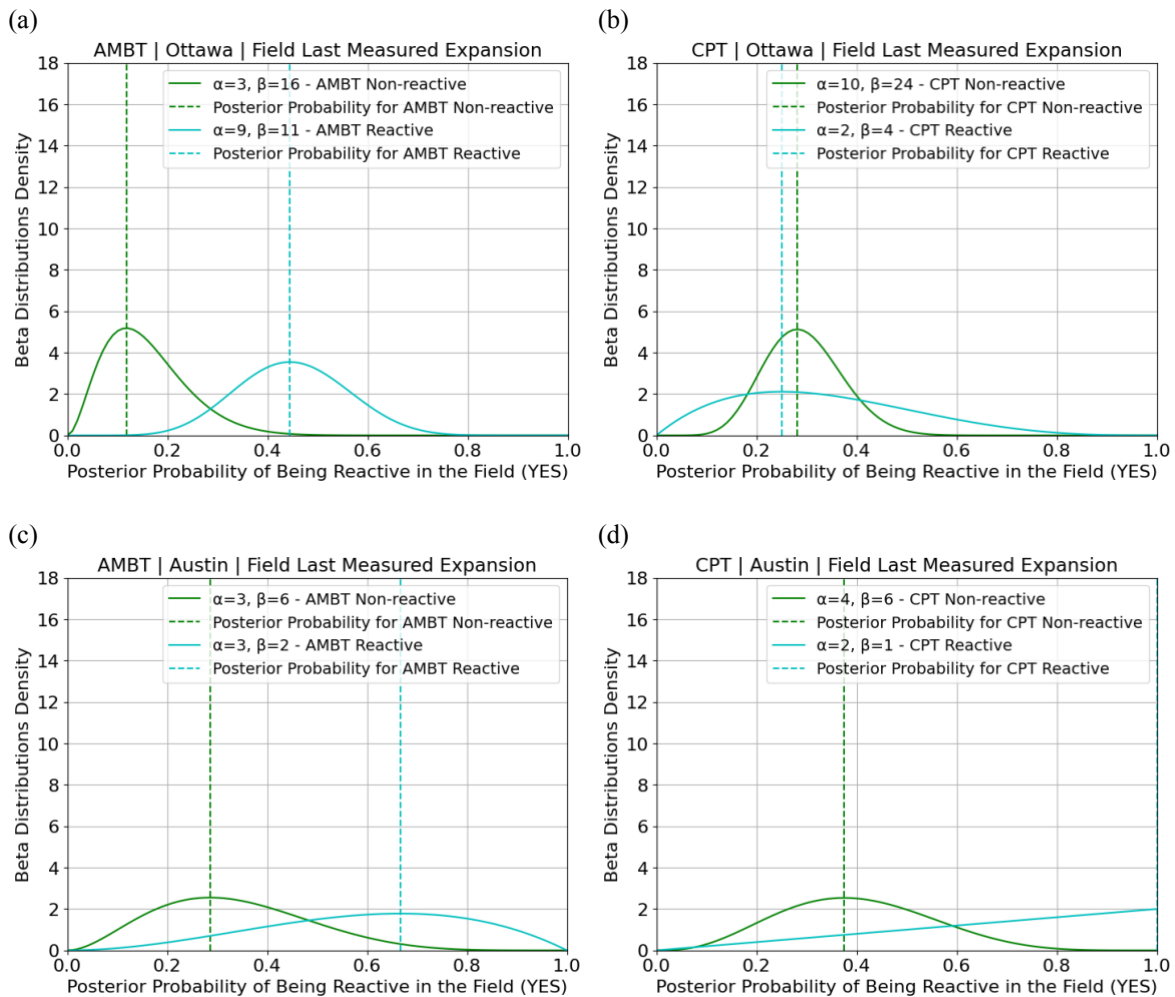 (a)
AMBT | Ottawa | Field Last Measured Expansion
α=3, β=16 - AMBT Non-reactive
Posterior Probability for AMBT Non-reactive
α=9, β=11 - AMBT Reactive
Posterior Probability for AMBT Reactive
Beta Distributions Density
18
16
14
12
10
8
6
4
2
0
0.0 0.2 0.4 0.6 0.8 1.0
Posterior Probability of Being Reactive in the Field (YES)
(b)
CPT | Ottawa | Field Last Measured Expansion
α=10, β=24 - CPT Non-reactive
Posterior Probability for CPT Non-reactive
α=2, β=4 - CPT Reactive
Posterior Probability for CPT Reactive
Beta Distributions Density
18
16
14
12
10
8
6
4
2
0
0.0 0.2 0.4 0.6 0.8 1.0
Posterior Probability of Being Reactive in the Field (YES)
(c)
AMBT | Austin | Field Last Measured Expansion
α=3, β=6 - AMBT Non-reactive
Posterior Probability for AMBT Non-reactive
α=3, β=2 - AMBT Reactive
Posterior Probability for AMBT Reactive
Beta Distributions Density
18
16
14
12
10
8
6
4
2
0
0.0 0.2 0.4 0.6 0.8 1.0
Posterior Probability of Being Reactive in the Field (YES)
(d)
CPT | Austin | Field Last Measured Expansion
α=4, β=6 - CPT Non-reactive
Posterior Probability for CPT Non-reactive
α=2, β=1 - CPT Reactive
Posterior Probability for CPT Reactive
Beta Distributions Density
18
16
14
12
10
8
6
4
2
0
0.0 0.2 0.4 0.6 0.8 1.0
Posterior Probability of Being Reactive in the Field (YES)